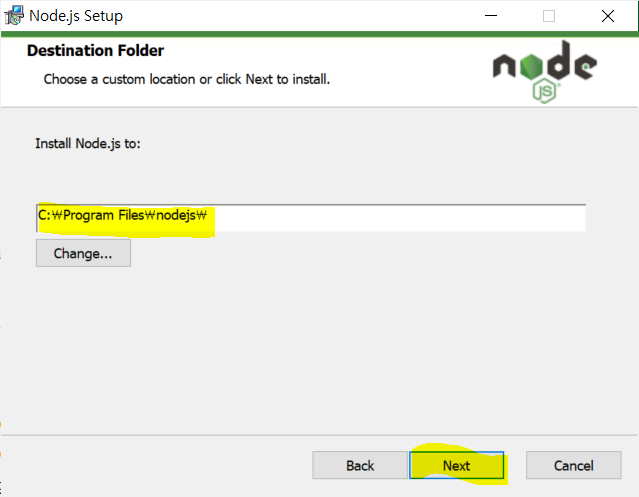 Node.js Setup
Destination Folder
Choose a custom location or click Next to install.
node
JS
Install Node.js to:
C:₩Program Files₩nodejs₩
Change...
Back
Next
Cancel